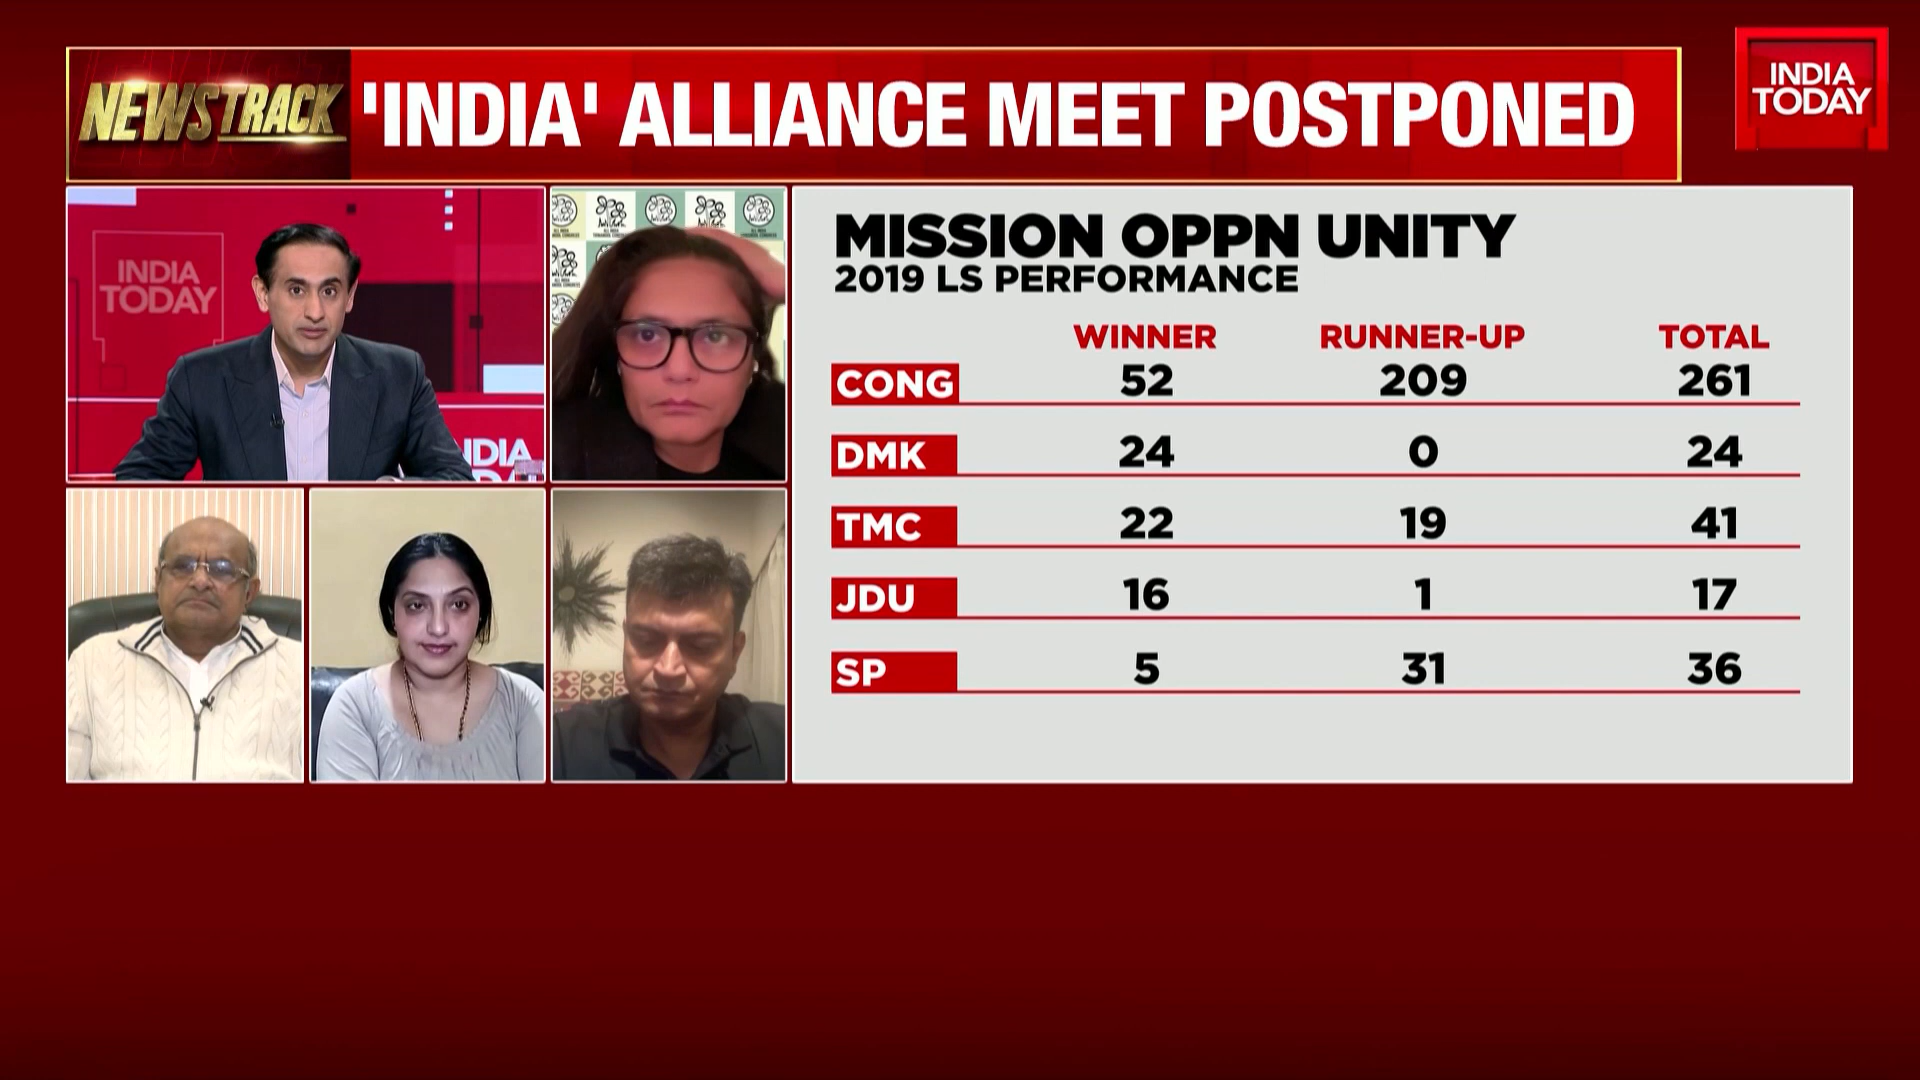 NEWSTRACK
'INDIA' ALLIANCE MEET POSTPONED
INDIA
TODAY
INDIA
TODAY
MISSION OPPN UNITY
2019 LS PERFORMANCE
WINNER RUNNER-UP TOTAL
CONG 52 209 261
DMK 24 0 24
TMC 22 19 41
JDU 16 1 17
SP 5 31 36